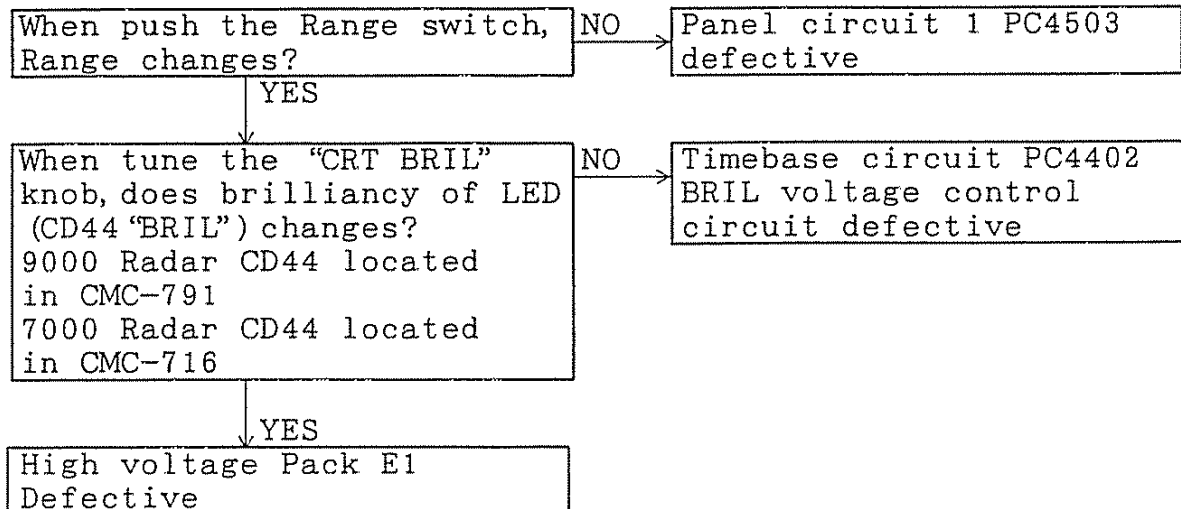 When push the Range switch,
Range changes?
NO
Panel circuit 1 PC4503
defective
YES
When tune the “CRT BRIL”
knob, does brilliancy of LED
(CD44 “BRIL”) changes?
9000 Radar CD44 located
in CMC-791
7000 Radar CD44 located
in CMC-716
NO
Timebase circuit PC4402
BRIL voltage control
circuit defective
YES
High voltage Pack E1
Defective